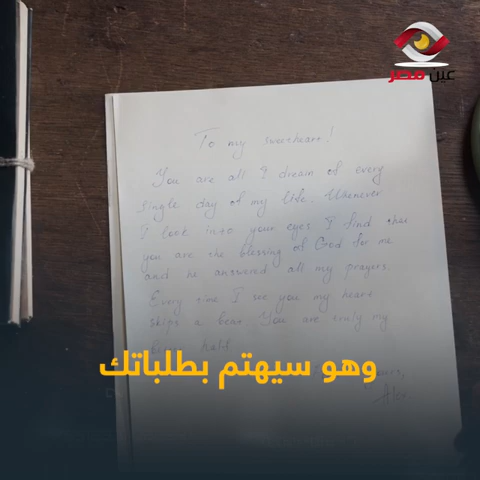 عين مصر
To my sweetheart!
You are all I dream of every
single day of my life. Whenever
I look into your eyes I find that
you are the blessing of God for me
and he answered all my prayers.
Every time I see you my heart
skips a beat. You are truly my
better half.
وهو سيهتم بطلباتك